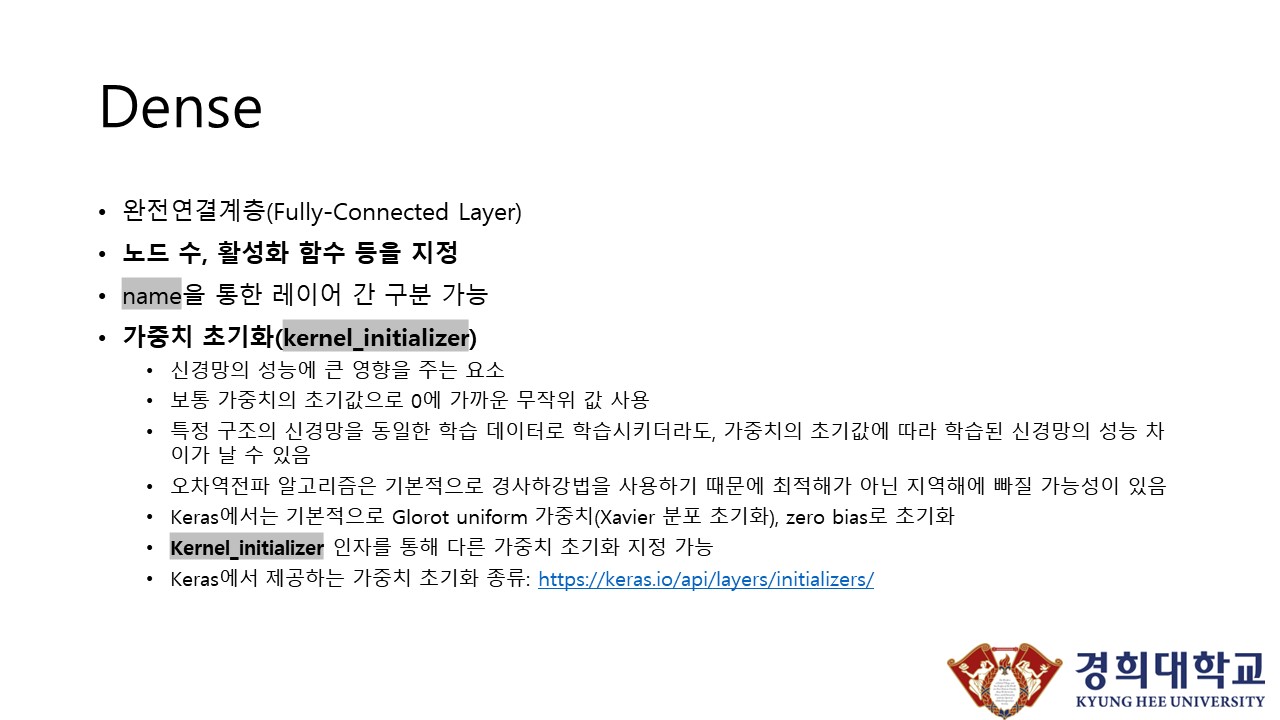 Dense
• 완전연결계층(Fully-Connected Layer)
• 노드 수, 활성화 함수 등을 지정
• name을 통한 레이어 간 구분 가능
• 가중치 초기화(kernel_initializer)
• 신경망의 성능에 큰 영향을 주는 요소
• 보통 가중치의 초기값으로 0에 가까운 무작위 값 사용
• 특정 구조의 신경망을 동일한 학습 데이터로 학습시키더라도, 가중치의 초기값에 따라 학습된 신경망의 성능 차
이가 날 수 있음
• 오차역전파 알고리즘은 기본적으로 경사하강법을 사용하기 때문에 최적해가 아닌 지역해에 빠질 가능성이 있음
• Keras에서는 기본적으로 Glorot uniform 가중치(Xavier 분포 초기화), zero bias로 초기화
• Kernel_initializer 인자를 통해 다른 가중치 초기화 지정 가능
• Keras에서 제공하는 가중치 초기화 종류: https://keras.io/api/layers/initializers/
경희대학교
KYUNG HEE UNIVERSITY